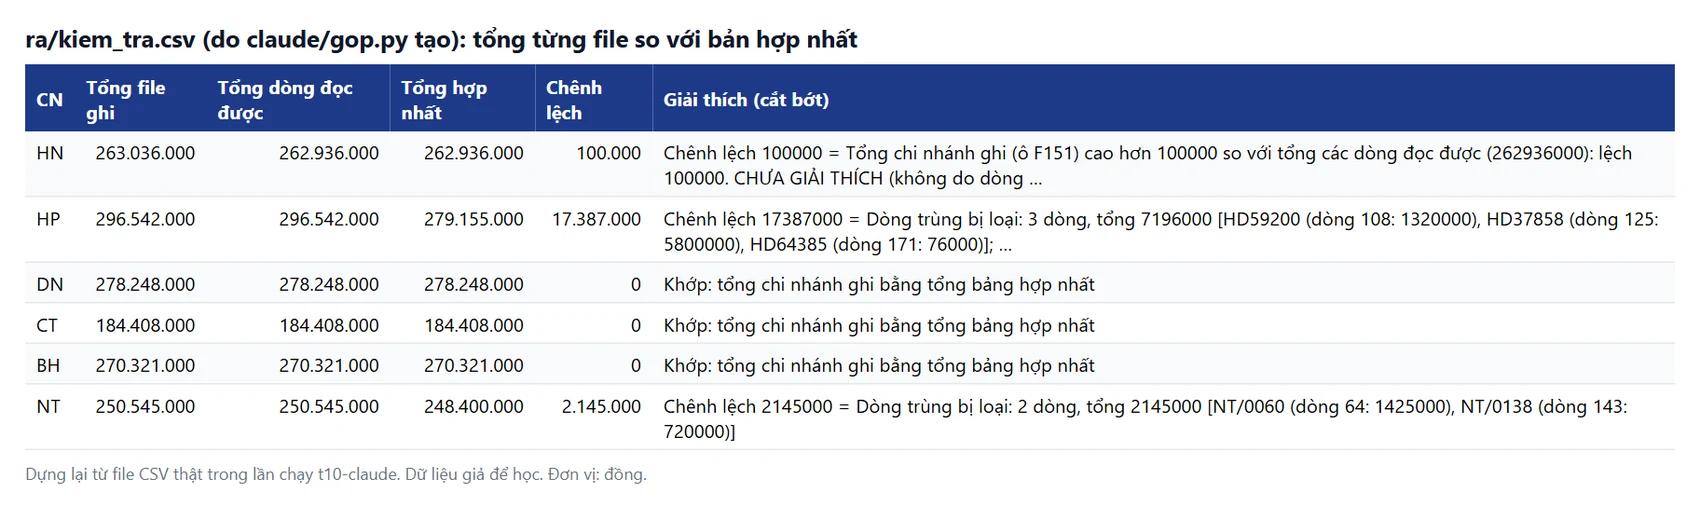 ra/kiem_tra.csv (do claude/gop.py tạo): tổng từng file so với bản hợp nhất
CN Tổng file ghi Tổng dòng đọc được Tổng hợp nhất Chênh lệch Giải thích (cắt bớt)
HN 263.036.000 262.936.000 262.936.000 100.000 Chênh lệch 100000 = Tổng chi nhánh ghi (ô F151) cao hơn 100000 so với tổng các dòng đọc được (262936000): lệch
100000. CHƯA GIẢI THÍCH (không do dòng ...
HP 296.542.000 296.542.000 279.155.000 17.387.000 Chênh lệch 17387000 = Dòng trùng bị loại: 3 dòng, tổng 7196000 [HD59200 (dòng 108: 1320000), HD37858 (dòng 125:
5800000), HD64385 (dòng 171: 76000)]; ...
DN 278.248.000 278.248.000 278.248.000 0 Khớp: tổng chi nhánh ghi bằng tổng bảng hợp nhất
CT 184.408.000 184.408.000 184.408.000 0 Khớp: tổng chi nhánh ghi bằng tổng bảng hợp nhất
BH 270.321.000 270.321.000 270.321.000 0 Khớp: tổng chi nhánh ghi bằng tổng bảng hợp nhất
NT 250.545.000 250.545.000 248.400.000 2.145.000 Chênh lệch 2145000 = Dòng trùng bị loại: 2 dòng, tổng 2145000 [NT/0060 (dòng 64: 1425000), NT/0138 (dòng 143:
720000)]
Dựng lại từ file CSV thật trong lần chạy t10-claude. Dữ liệu giả để học. Đơn vị: đồng.